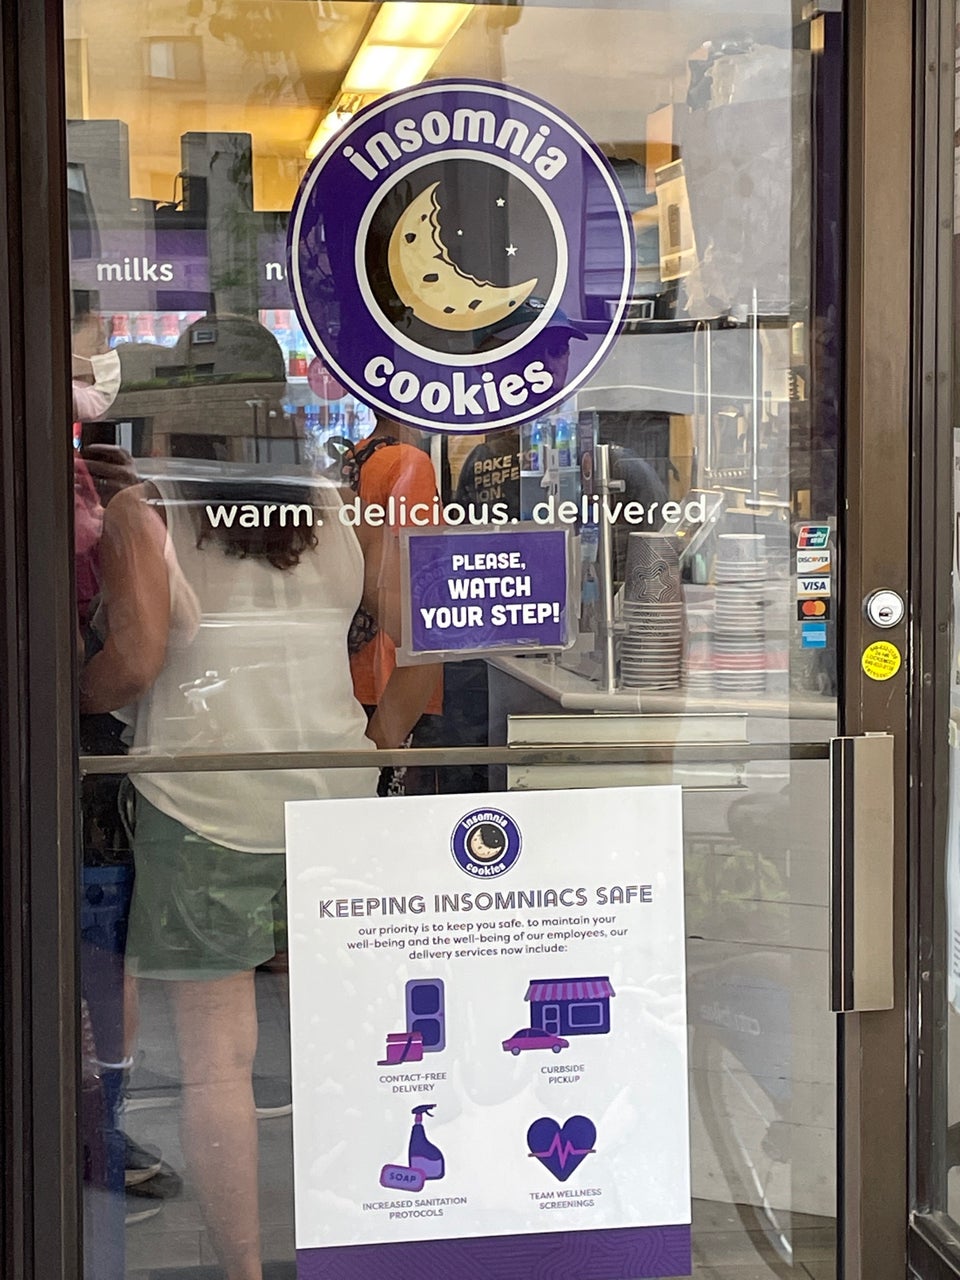 insomnia
cookies
milks
BAKE
PERFE
warm. delicious. delivered.
PLEASE,
WATCH
YOUR STEP!
DISCOVER
VISA
insomnia
cookies
KEEPING INSOMNIACS SAFE
our priority is to keep you safe. to maintain your
well-being and the well-being of our employees, our
delivery services now include:
CONTACT-FREE
DELIVERY
CURBSIDE
PICKUP
SOAP
INCREASED SANITATION
PROTOCOLS
TEAM WELLNESS
SCREENINGS